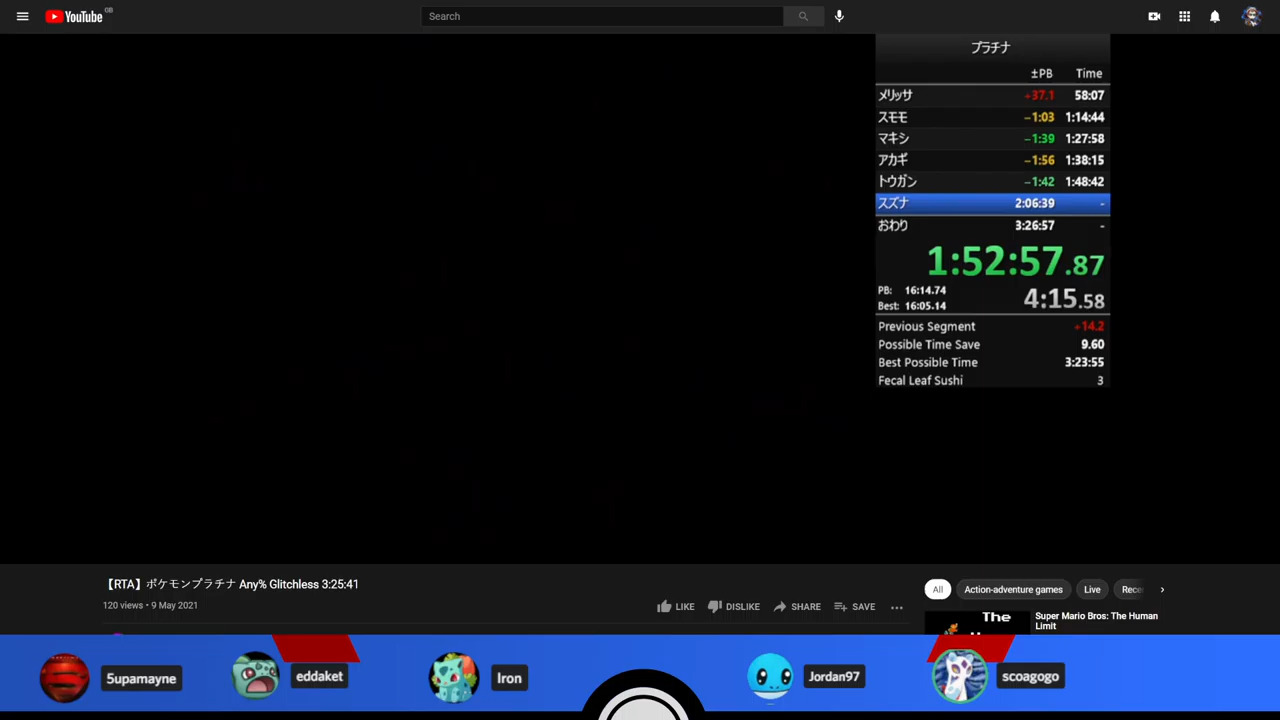 YouTube GB
Search
プラチナ
±PB Time
メリッサ +37.1 58:07
スモモ −1:03 1:14:44
マキシ −1:39 1:27:58
アカギ −1:56 1:38:15
トウガン −1:42 1:48:42
スズナ 2:06:39 -
おわり 3:26:57 -
1:52:57.87
PB: 16:14.74
4:15.58
Best: 16:05.14
Previous Segment +14.2
Possible Time Save 9.60
Best Possible Time 3:23:55
Fecal Leaf Sushi 3
【RTA】ポケモンプラチナ Any% Glitchless 3:25:41
120 views • 9 May 2021
LIKE DISLIKE SHARE SAVE
All Action-adventure games Live Rece
The
Super Mario Bros: The Human
Limit
5upamayne eddaket Iron Jordan97 scoagogo